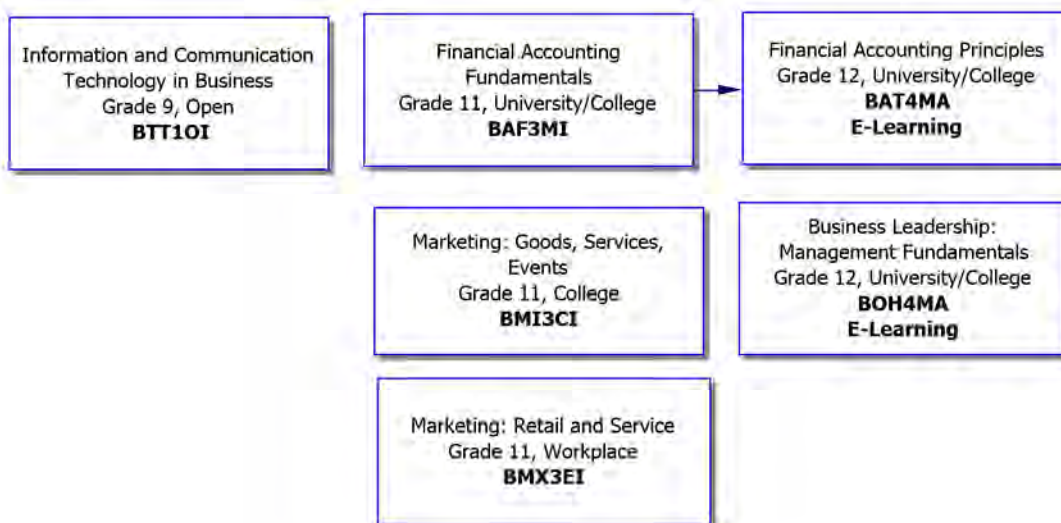 Information and Communication
Technology in Business
Grade 9, Open
BTT1OI
Financial Accounting
Fundamentals
Grade 11, University/College
BAF3MI
Financial Accounting Principles
Grade 12, University/College
BAT4MA
E-Learning
Marketing: Goods, Services,
Events
Grade 11, College
BMI3CI
Business Leadership:
Management Fundamentals
Grade 12, University/College
BOH4MA
E-Learning
Marketing: Retail and Service
Grade 11, Workplace
BMX3EI